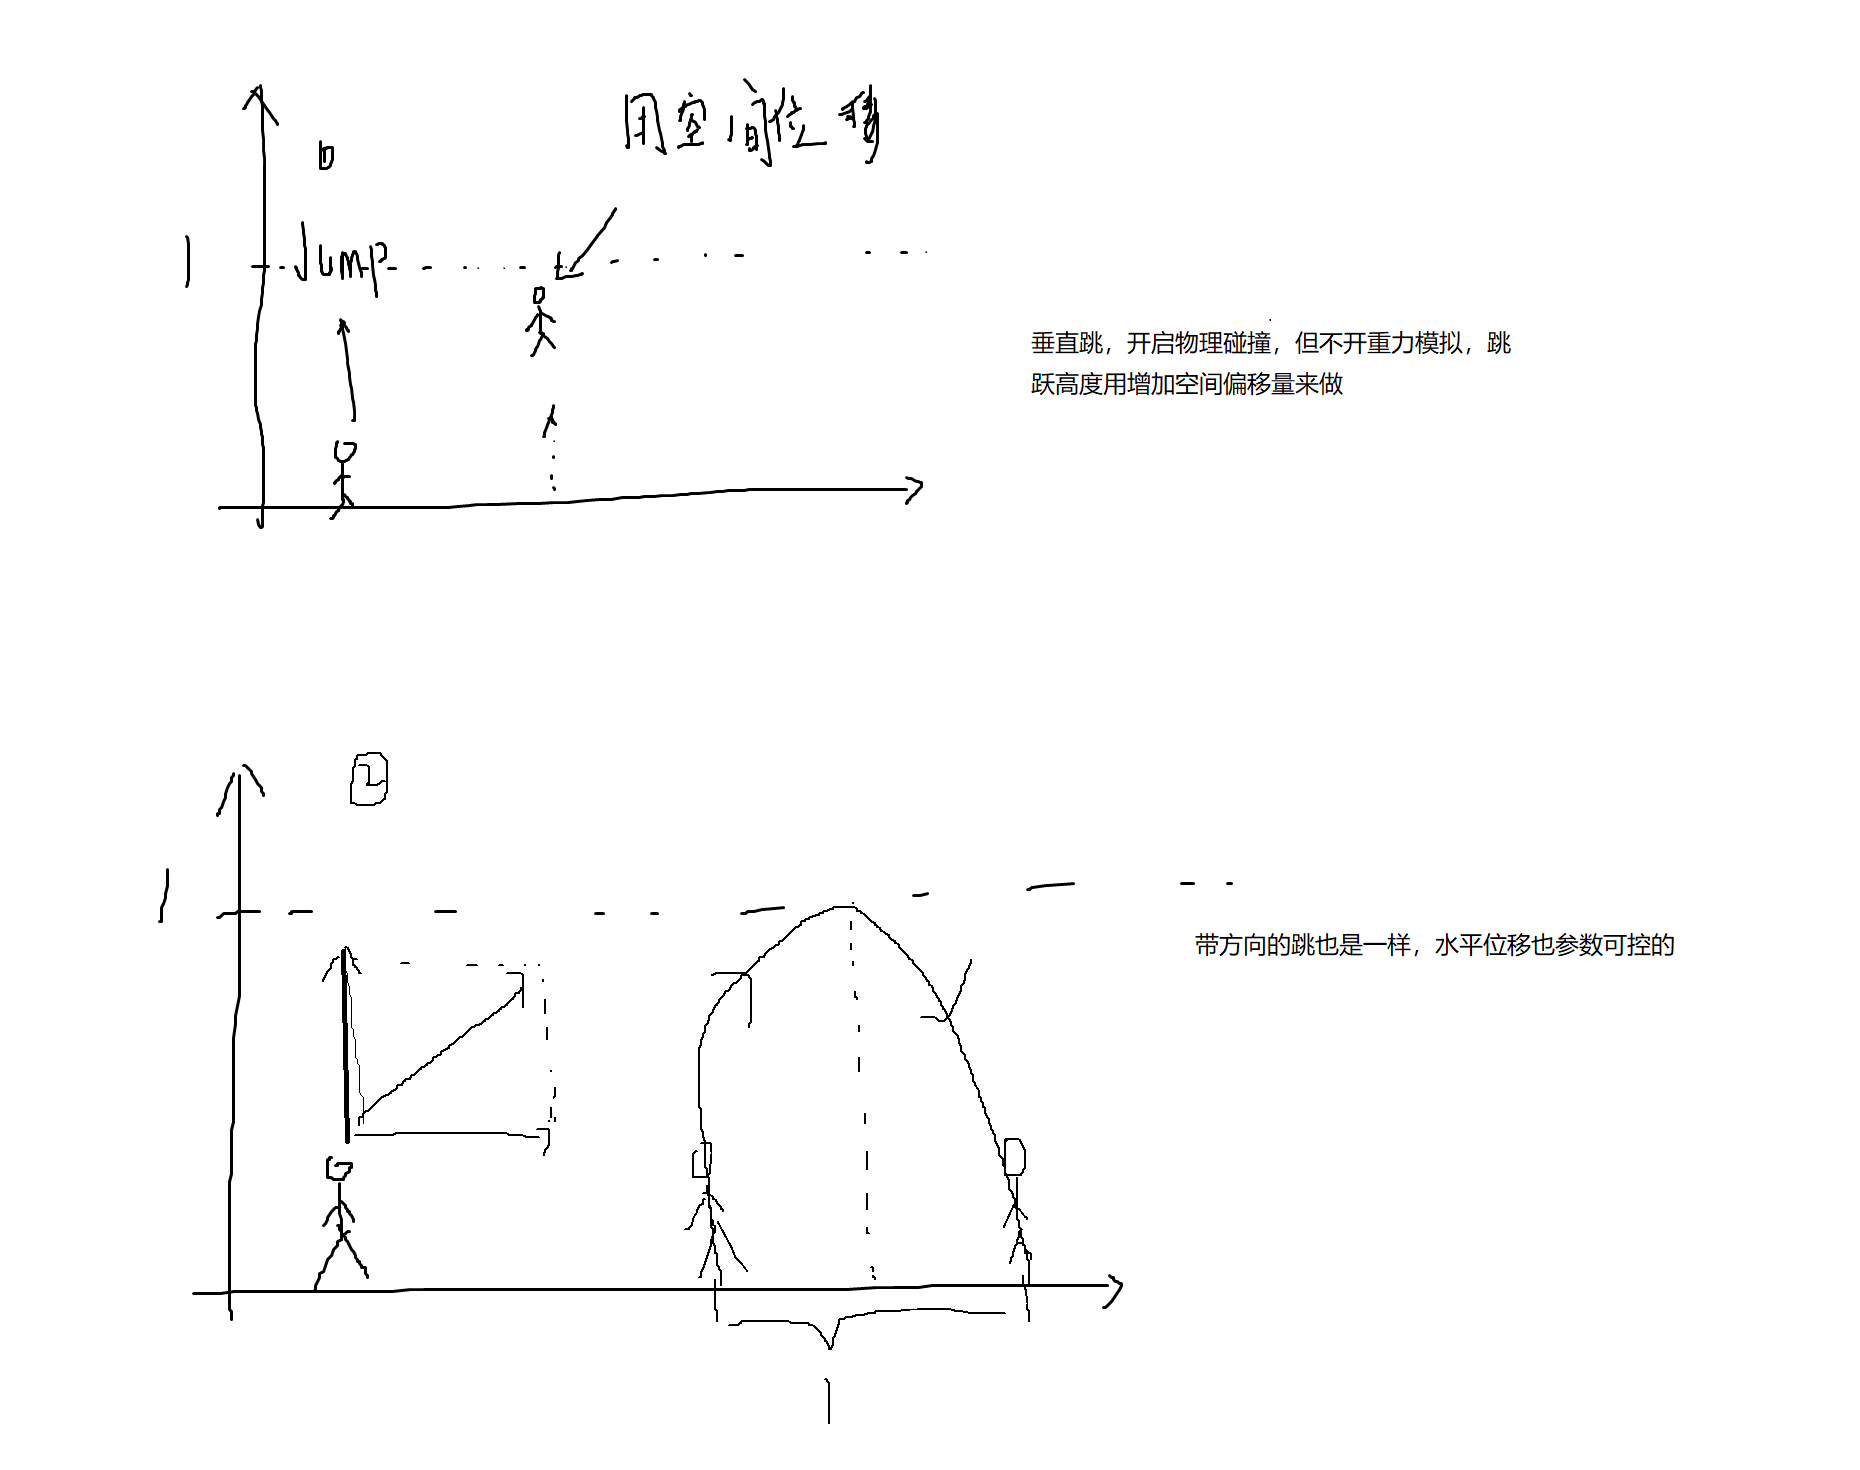 用空间位移
1
Jump
垂直跳，开启物理碰撞，但不开重力模拟，跳
跃高度用增加空间偏移量来做
2
1
带方向的跳也是一样，水平位移也参数可控的
1